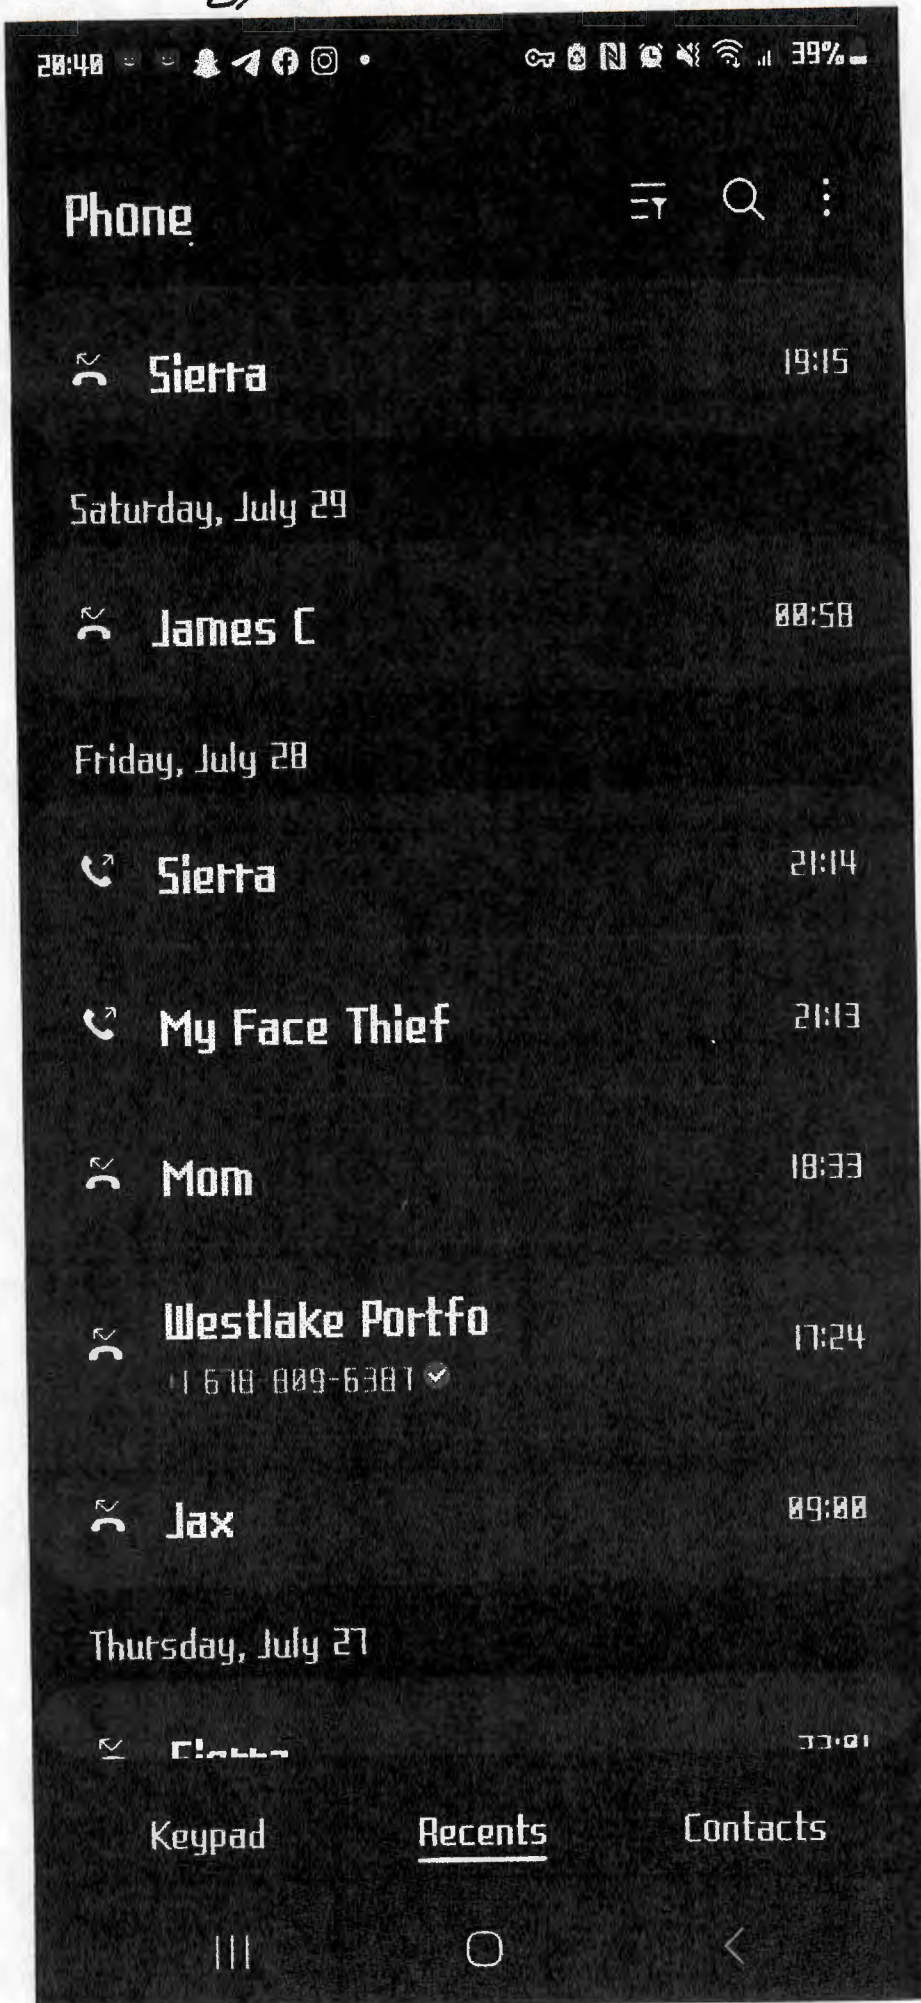 20:40
39%
Phone
Sierra 19:15
Saturday, July 29
James C 00:58
Friday, July 28
Sierra 21:14
My Face Thief 21:13
Mom 18:33
Westlake Portfo 17:24
+1 678 809-6387
Jax 09:00
Thursday, July 27
Sierra
Keypad Recents Contacts